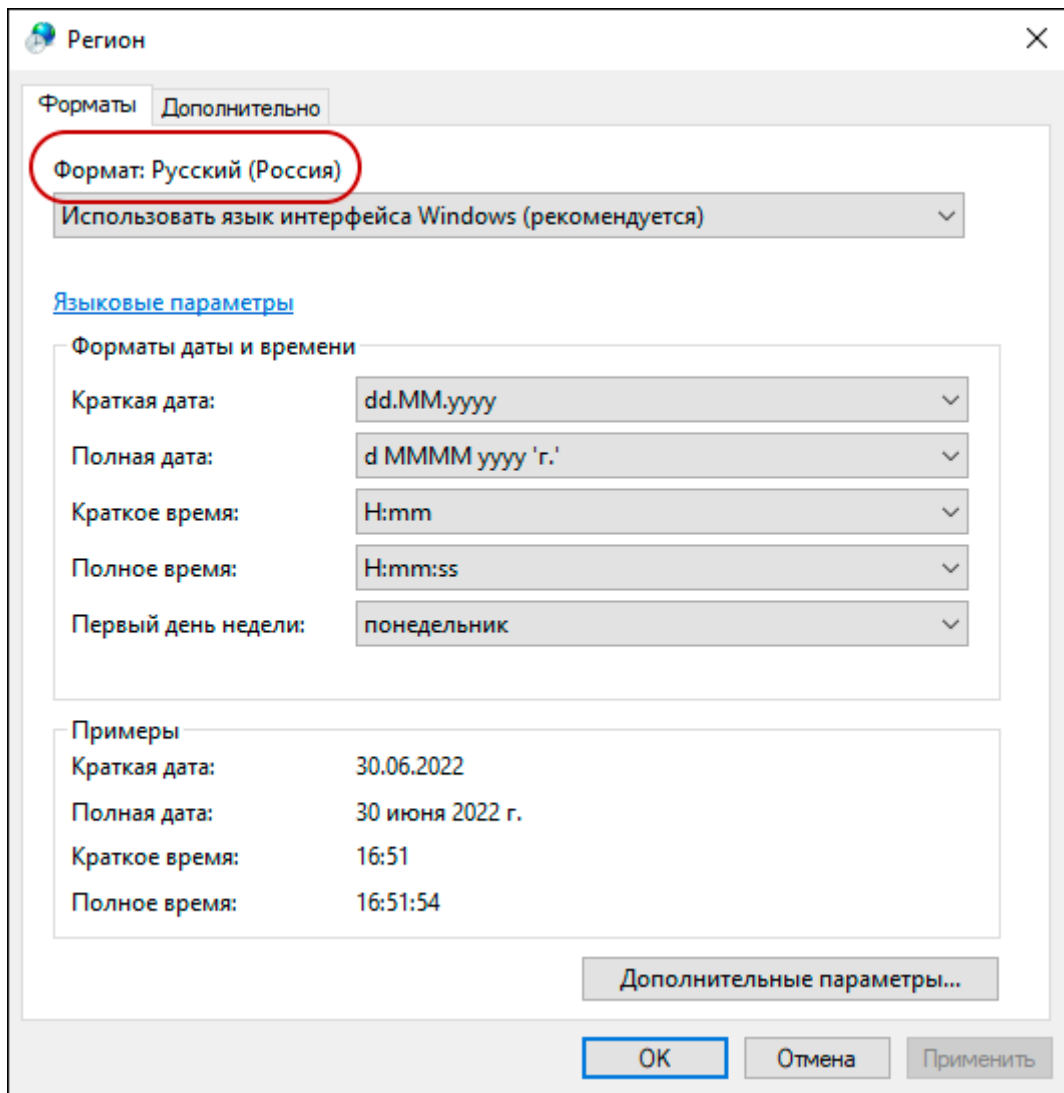 Регион
Форматы Дополнительно
Формат: Русский (Россия)
Использовать язык интерфейса Windows (рекомендуется)
Языковые параметры
Форматы даты и времени
Краткая дата: dd.MM.yyyy
Полная дата: d MMMM yyyy 'г.'
Краткое время: H:mm
Полное время: H:mm:ss
Первый день недели: понедельник
Примеры
Краткая дата: 30.06.2022
Полная дата: 30 июня 2022 г.
Краткое время: 16:51
Полное время: 16:51:54
Дополнительные параметры...
ОК Отмена Применить